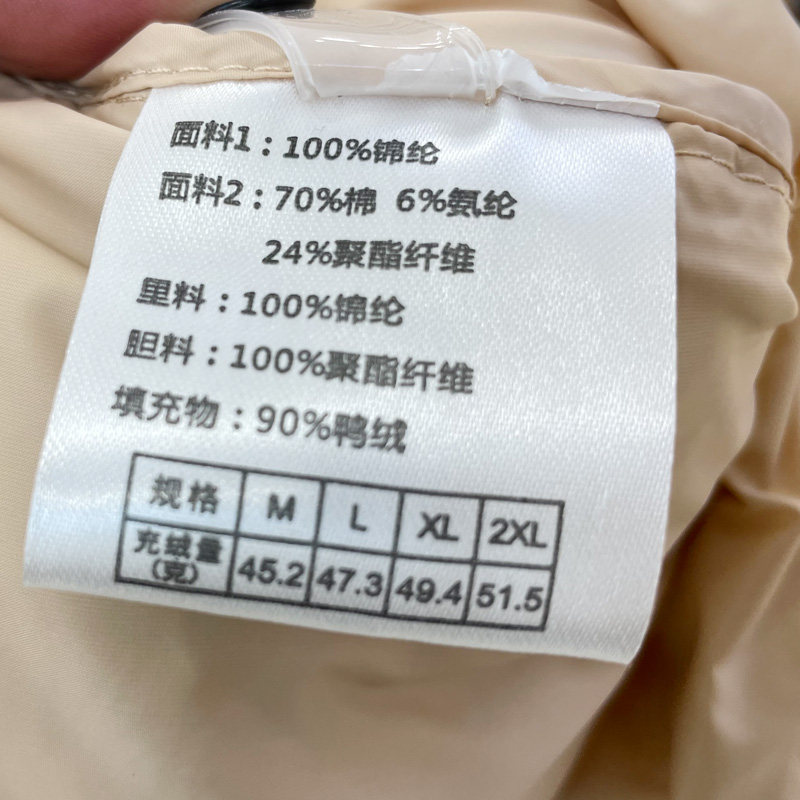 面料1：100%锦纶
面料2：70%棉 6%氨纶
24%聚酯纤维
里料：100%锦纶
胆料：100%聚酯纤维
填充物：90%鸭绒
规格 M L XL 2XL
充绒量(克) 45.2 47.3 49.4 51.5